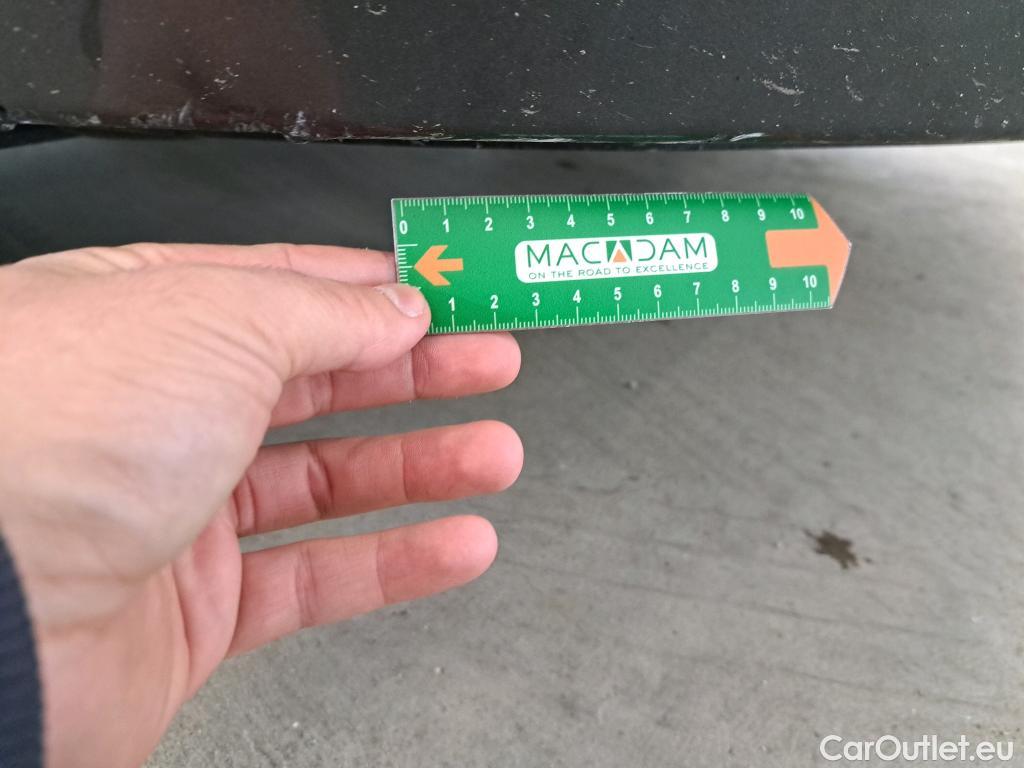 0 1 2 3 4 5 6 7 8 9 10
MACADAM
ON THE ROAD TO EXCELLENCE
1 2 3 4 5 6 7 8 9 10
CarOutlet.eu